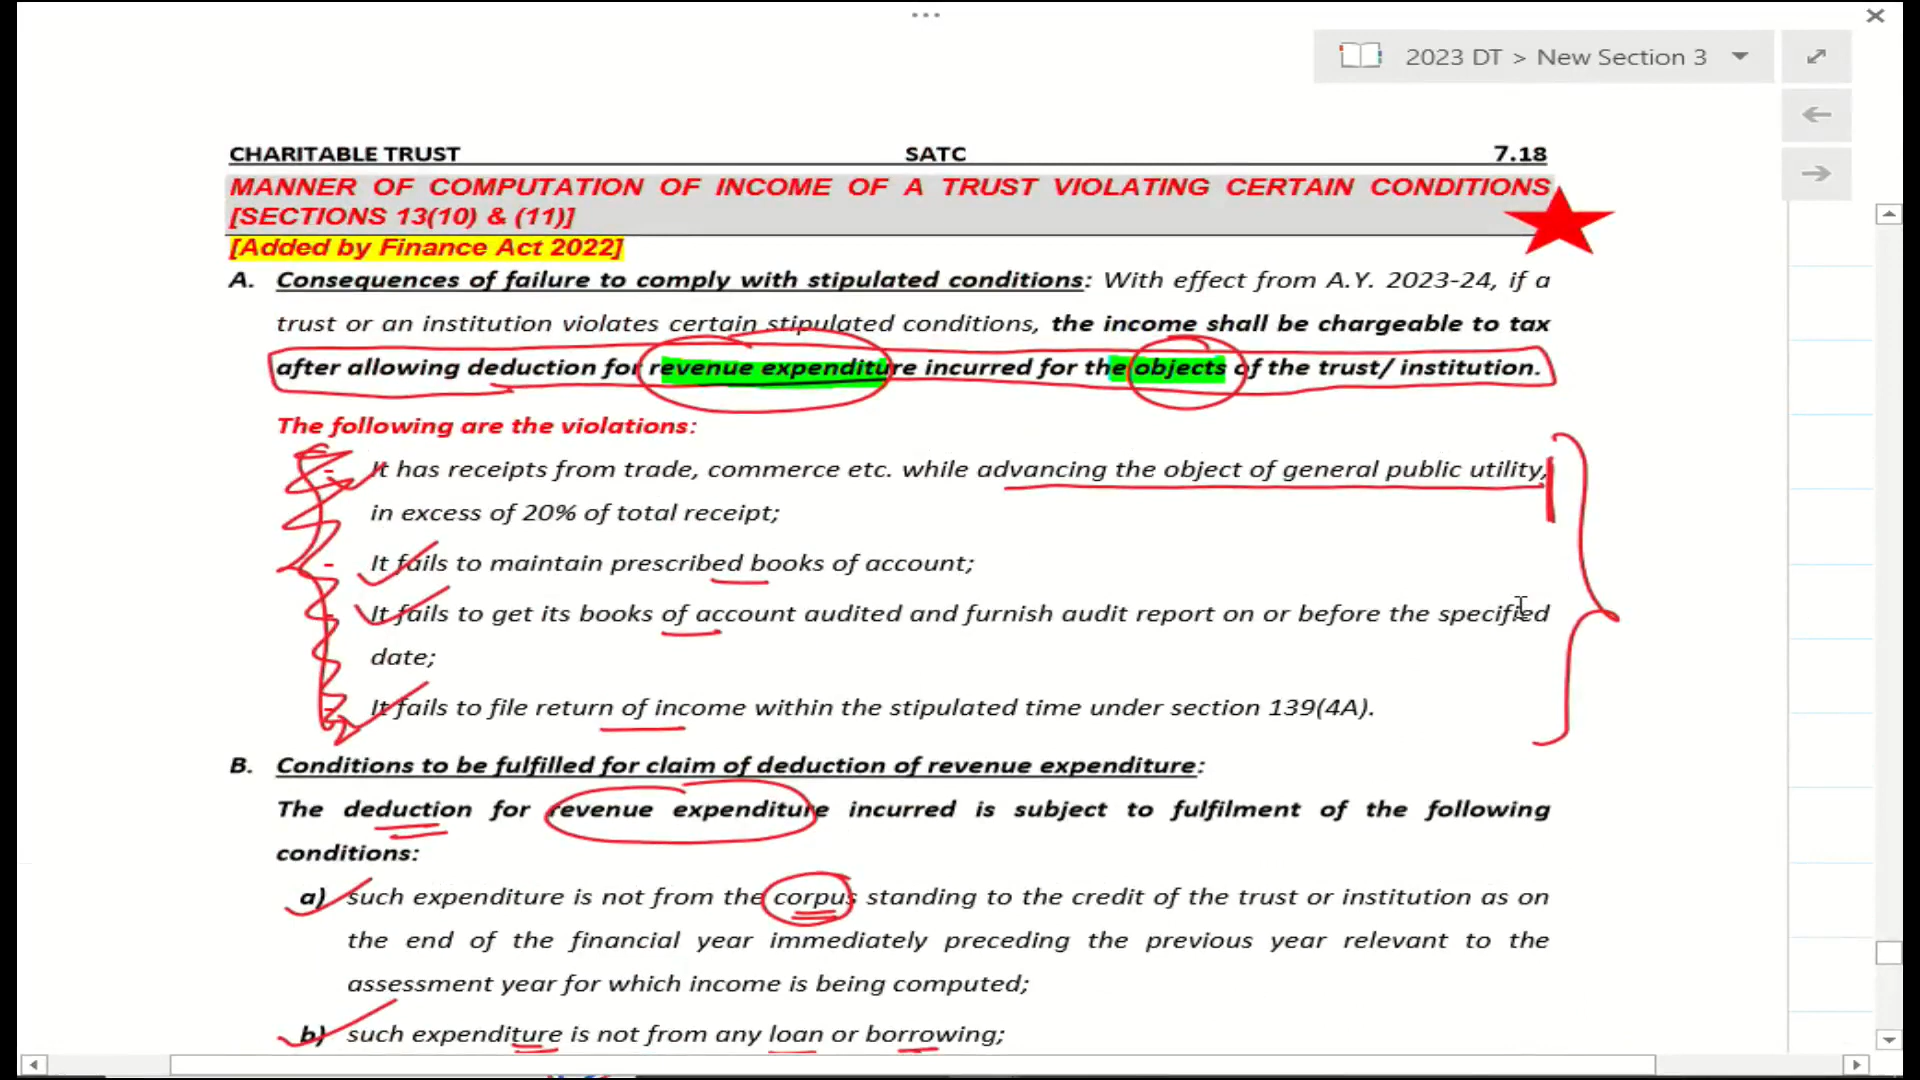 2023 DT > New Section 3
CHARITABLE TRUST SATC 7.18
MANNER OF COMPUTATION OF INCOME OF A TRUST VIOLATING CERTAIN CONDITIONS
[SECTIONS 13(10) & (11)]
[Added by Finance Act 2022]
A. Consequences of failure to comply with stipulated conditions: With effect from A.Y. 2023-24, if a
trust or an institution violates certain stipulated conditions, the income shall be chargeable to tax
after allowing deduction for revenue expenditure incurred for the objects of the trust/ institution.
The following are the violations:
- It has receipts from trade, commerce etc. while advancing the object of general public utility,
in excess of 20% of total receipt;
- It fails to maintain prescribed books of account;
- It fails to get its books of account audited and furnish audit report on or before the specified
date;
- It fails to file return of income within the stipulated time under section 139(4A).
B. Conditions to be fulfilled for claim of deduction of revenue expenditure:
The deduction for revenue expenditure incurred is subject to fulfilment of the following
conditions:
a) such expenditure is not from the corpus standing to the credit of the trust or institution as on
the end of the financial year immediately preceding the previous year relevant to the
assessment year for which income is being computed;
b) such expenditure is not from any loan or borrowing;